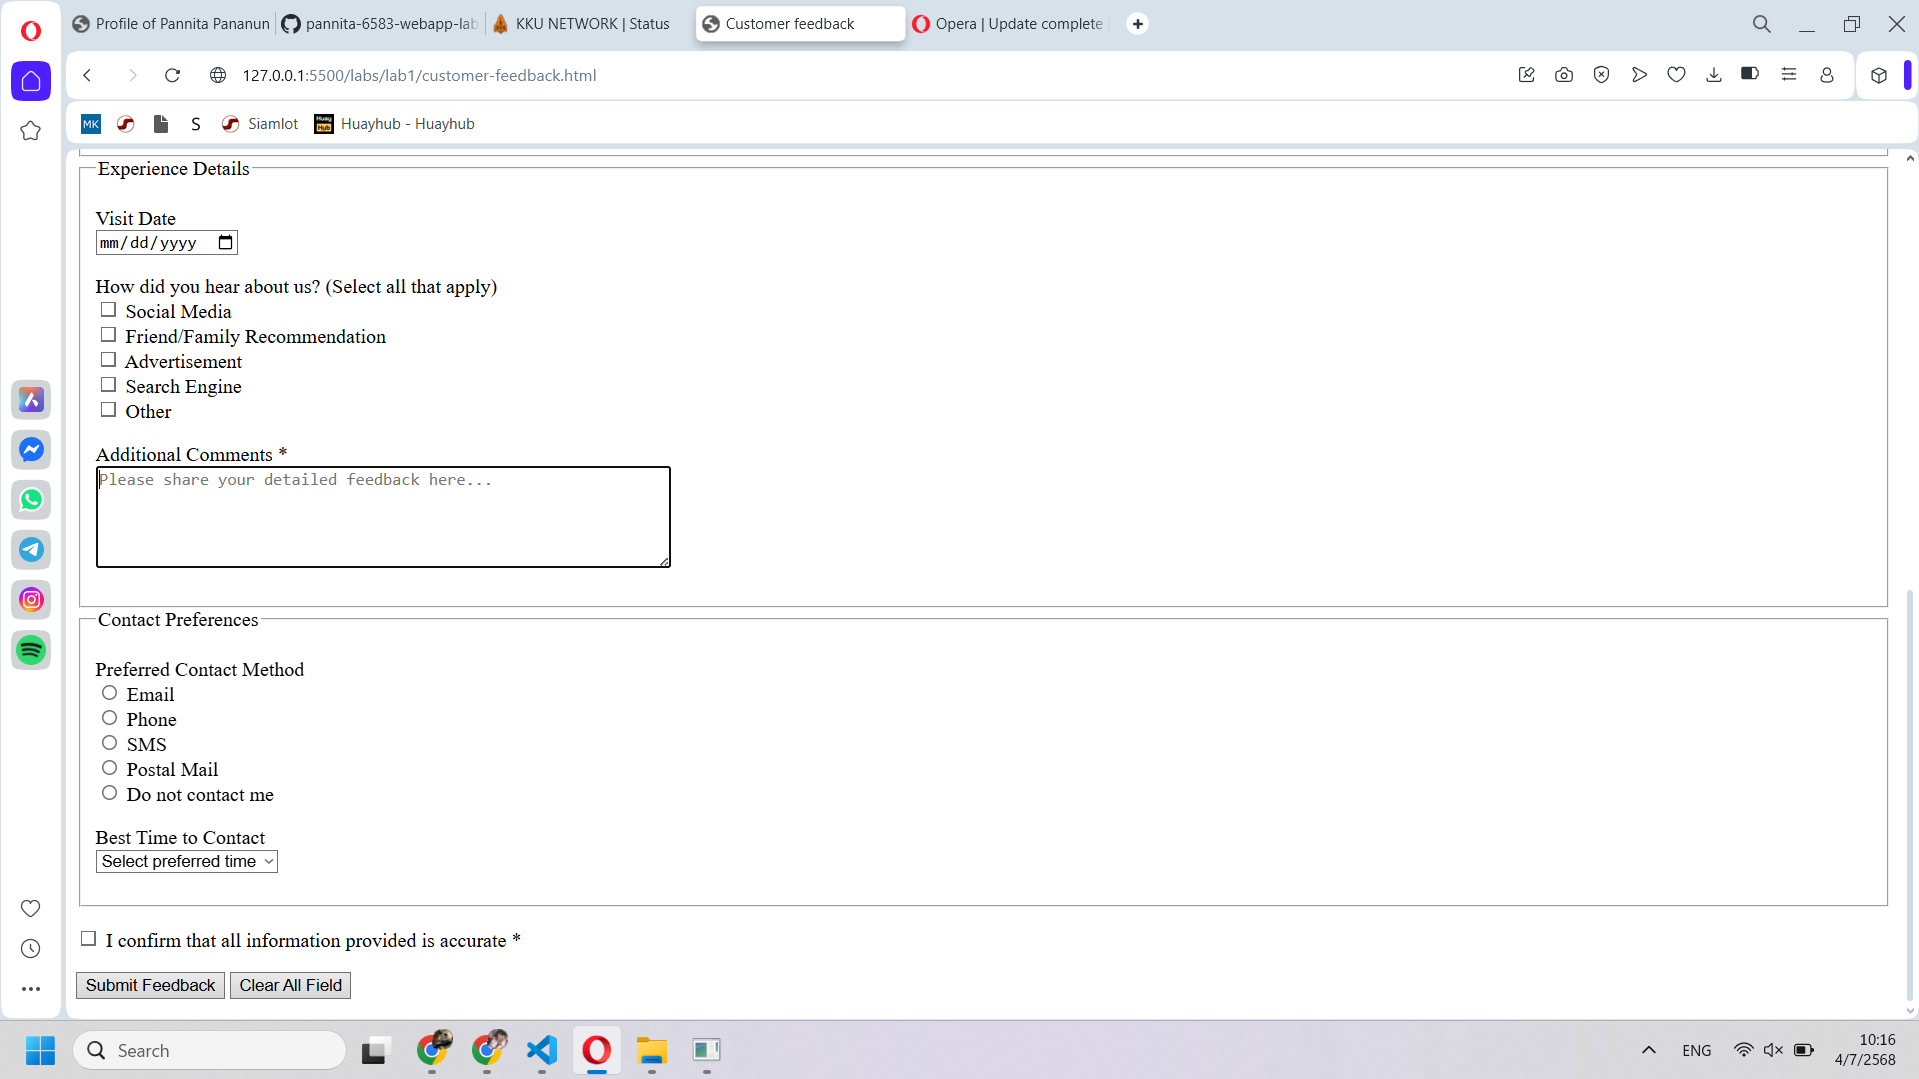 Profile of Pannita Pananun
pannita-6583-webapp-lab
KKU NETWORK | Status
Customer feedback
Opera | Update complete
127.0.0.1:5500/labs/lab1/customer-feedback.html
MK
S
Siamlot
Huay Hub
Huayhub - Huayhub
Experience Details
Visit Date
mm/dd/yyyy
How did you hear about us? (Select all that apply)
Social Media
Friend/Family Recommendation
Advertisement
Search Engine
Other
Additional Comments *
Please share your detailed feedback here...
Contact Preferences
Preferred Contact Method
Email
Phone
SMS
Postal Mail
Do not contact me
Best Time to Contact
Select preferred time
I confirm that all information provided is accurate *
Submit Feedback
Clear All Field
Search
ENG
10:16
4/7/2568